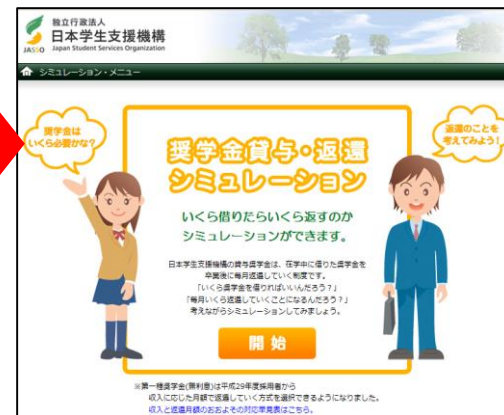 独立行政法人
日本学生支援機構
JASSO Japan Student Services Organization
シミュレーション・メニュー
奨学金は
いくら必要かな?
返還のことを
考えてみよう!
奨学金貸与・返還
シミュレーション
いくら借りたらいくら返すのか
シミュレーションができます。
日本学生支援機構の貸与奨学金は、在学中に借りた奨学金を
卒業後に毎月返還していく制度です。
「いくら奨学金を借りればいいんだろう?」
「毎月いくら返還していくことになるんだろう?」
考えながらシミュレーションしてみましょう。
開 始
※第一種奨学金(無利息)は平成29年度採用者から
収入に応じた月額で返還していく方式を選択できるようになりました。
収入と返還月額のおおよその対応早見表はこちら。